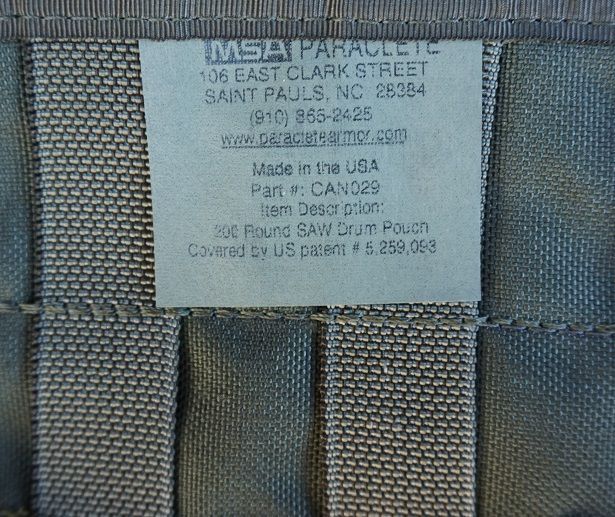 MSA PARACLETE
106 EAST CLARK STREET
SAINT PAULS, NC 28384
(910) 865-2425
www.paracletearmor.com
Made in the USA
Part #: CAN029
Item Description:
200 Round SAW Drum Pouch
Covered by US patent # 5,259,093